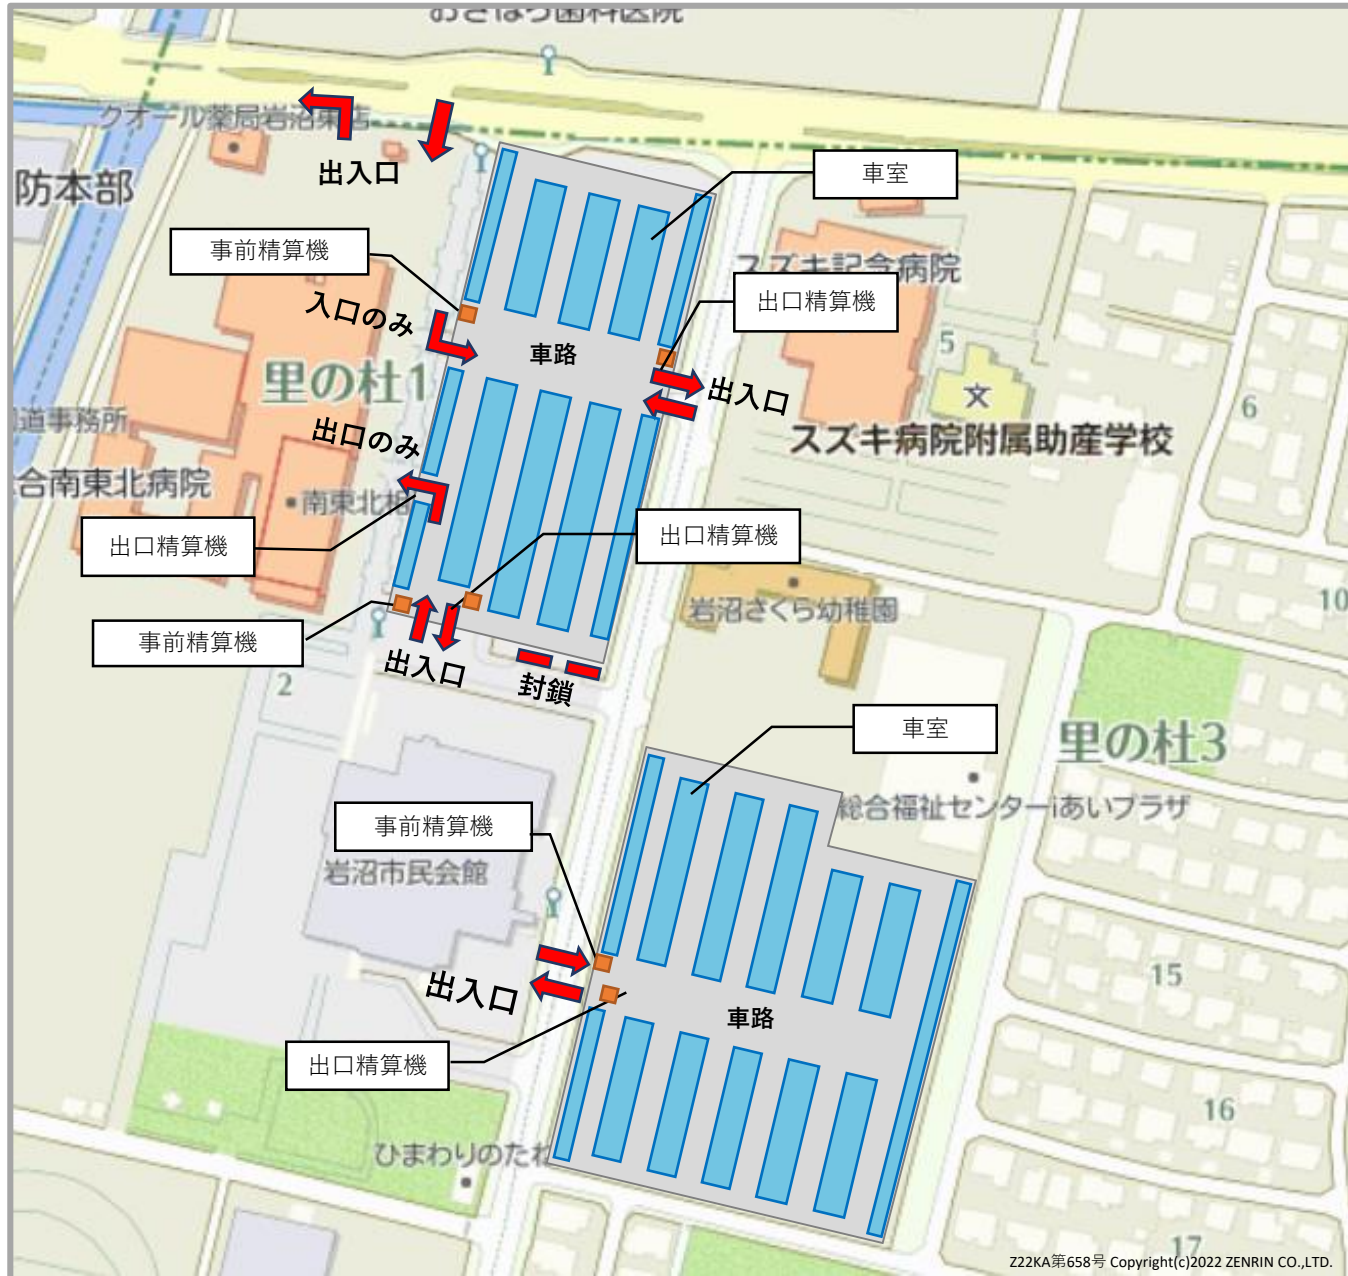 おぎはら歯科医院
クオール薬局岩沼東店
出入口
車室
防本部
事前精算機
スズキ記念病院
出口精算機
入口のみ
車路
5
里の杜1
出入口
6
道事務所
出口のみ
スズキ病院附属助産学校
合南東北病院
南東北
出口精算機
出口精算機
岩沼さくら幼稚園
10
事前精算機
出入口
封鎖
2
車室
里の杜3
総合福祉センターiあいプラザ
事前精算機
岩沼市民会館
15
出入口
車路
出口精算機
16
ひまわりのたね
17
Z22KA第658号 Copyright(c)2022 ZENRIN CO.,LTD.